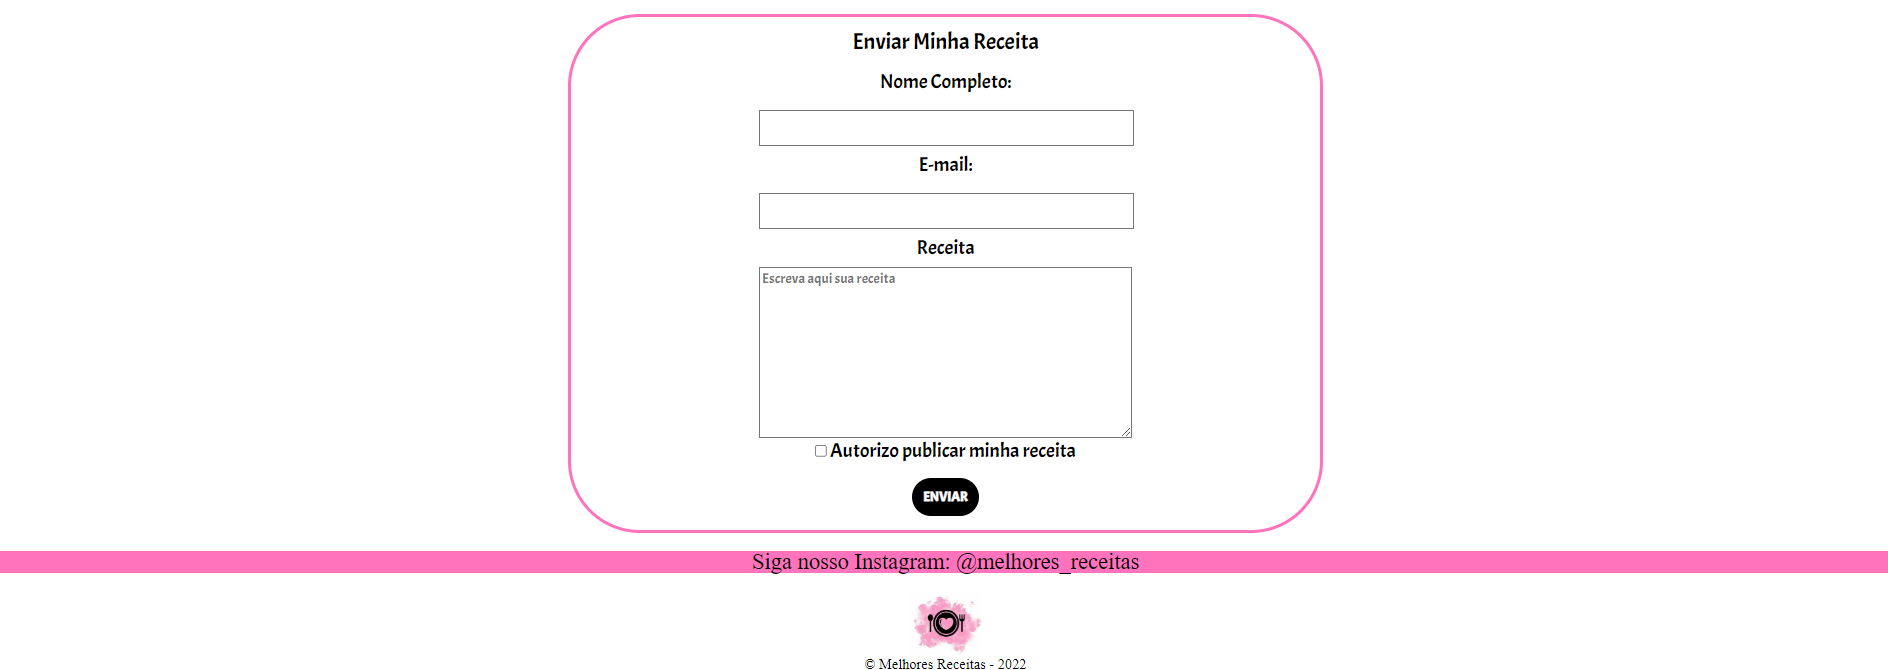 Enviar Minha Receita
Nome Completo:
E-mail:
Receita
Escreva aqui sua receita
Autorizo publicar minha receita
ENVIAR
Siga nosso Instagram: @melhores_receitas
© Melhores Receitas - 2022